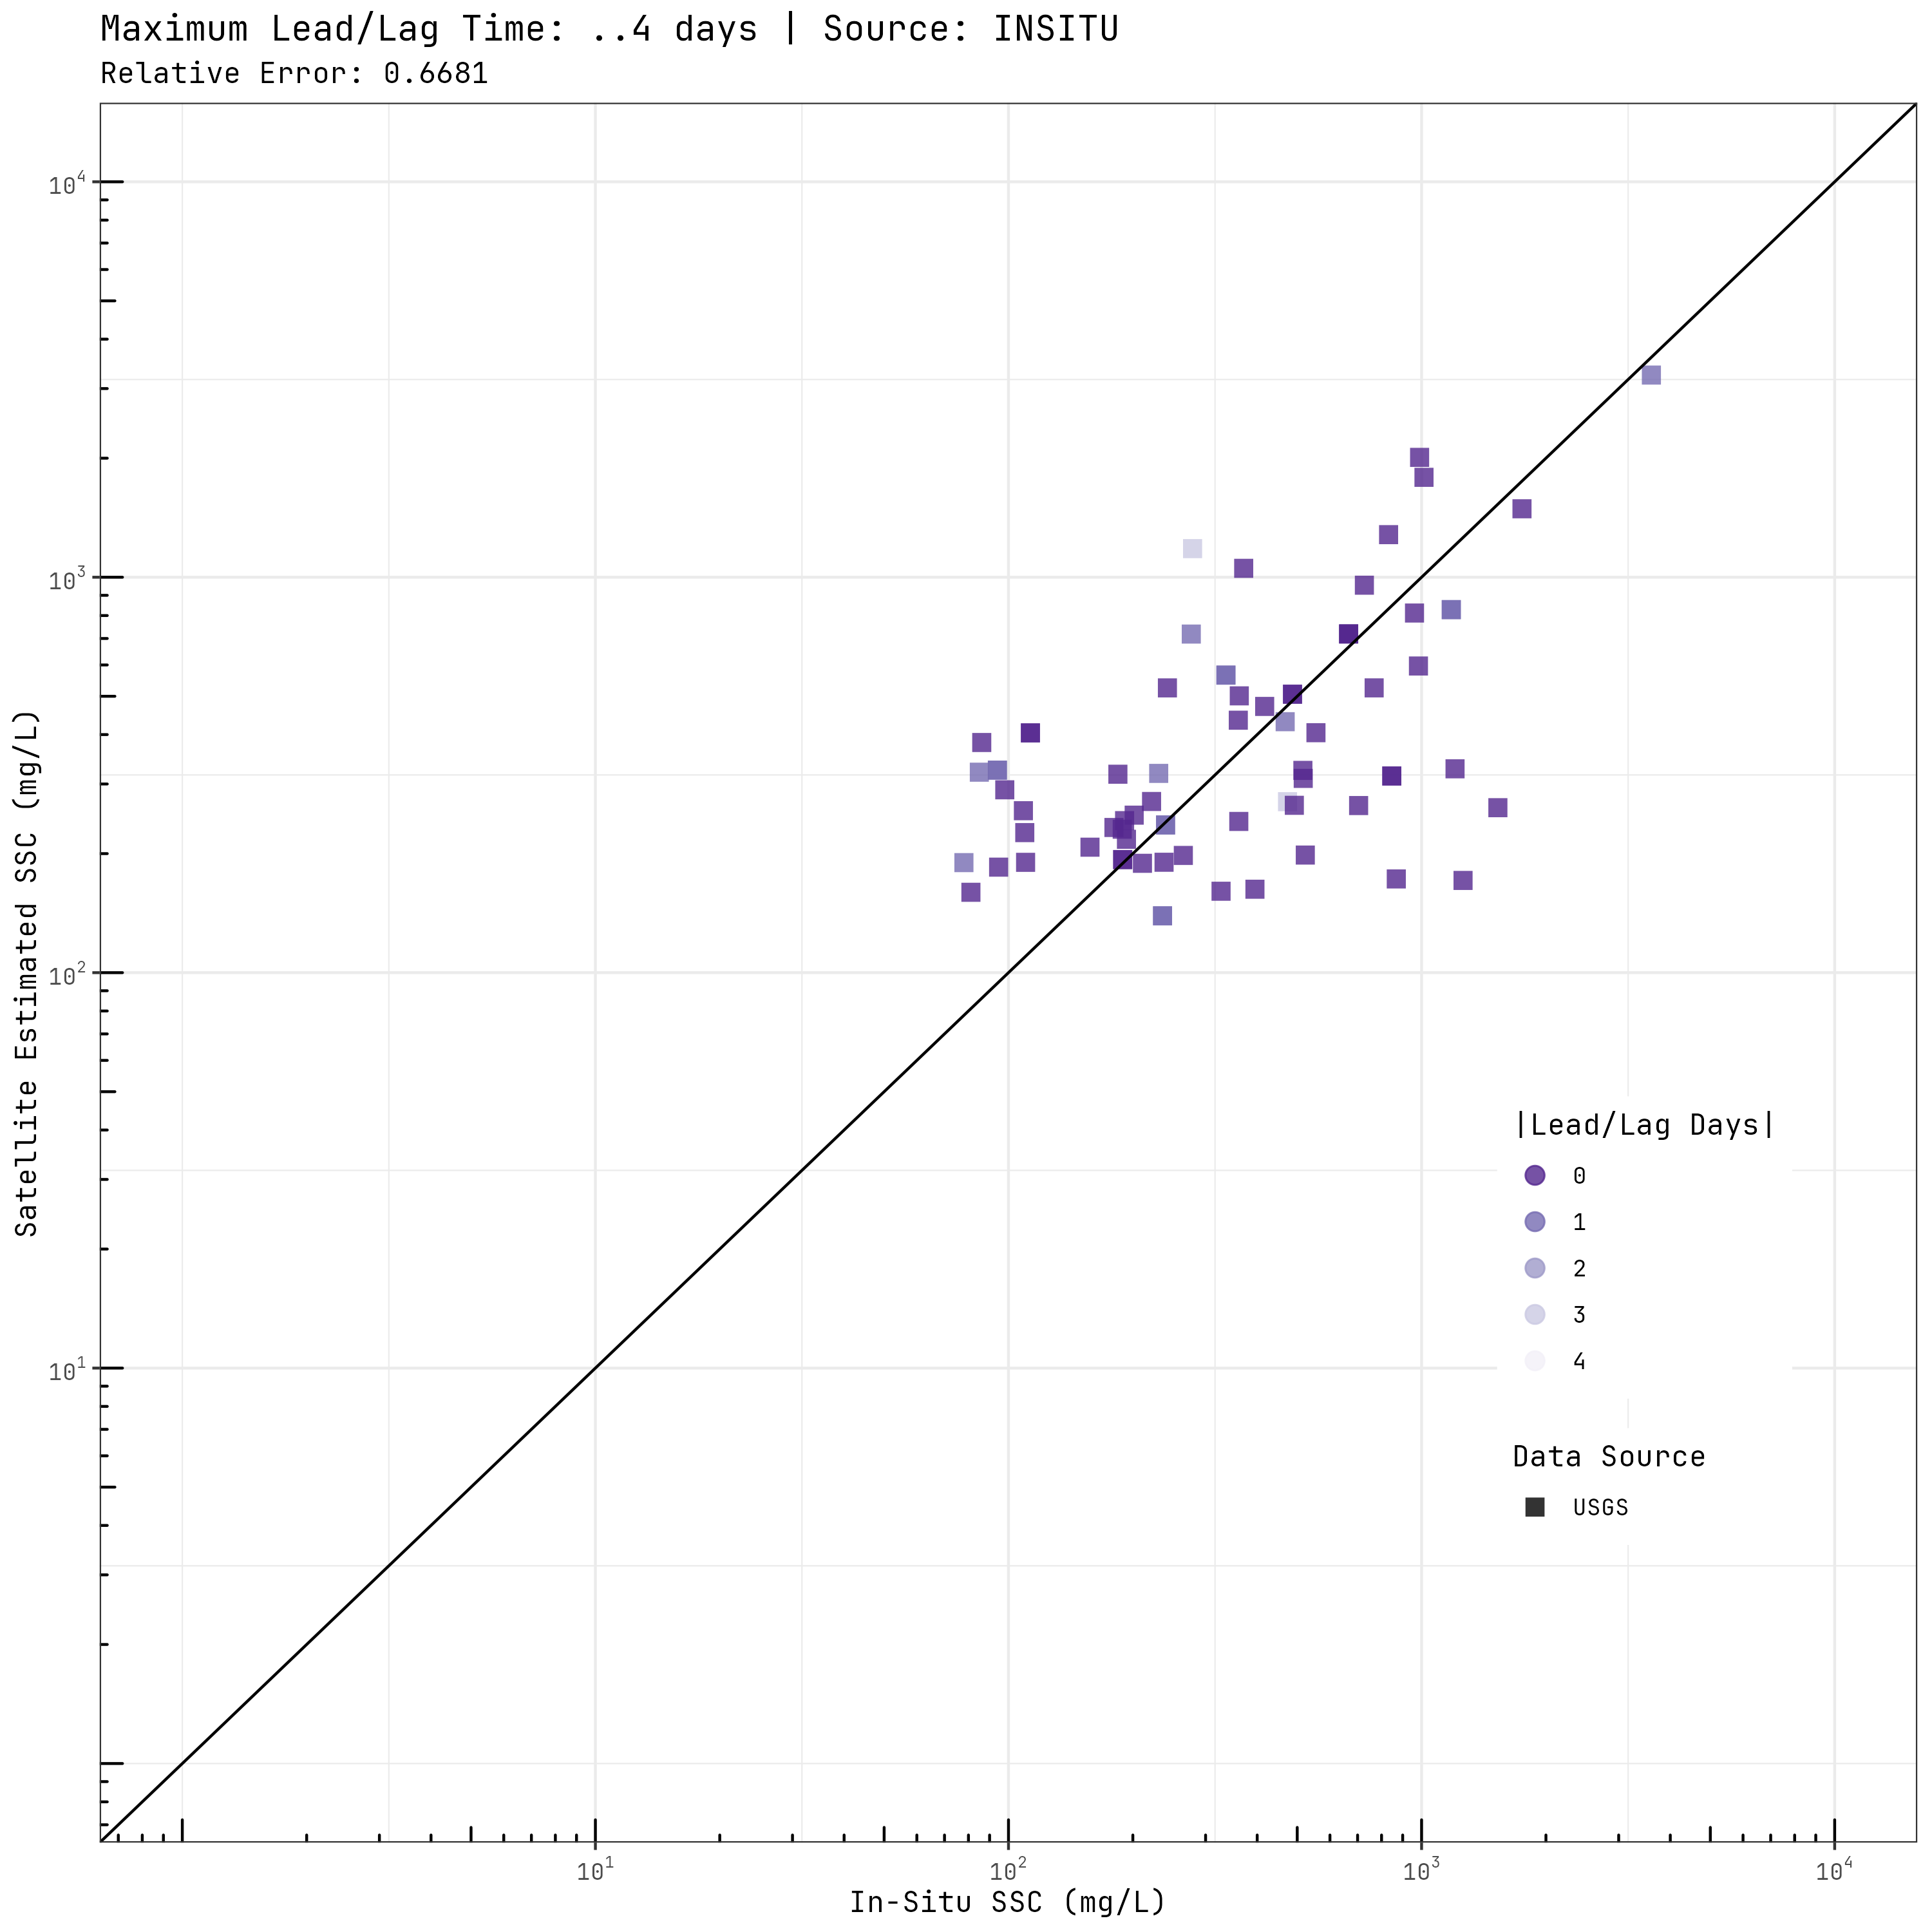 Maximum Lead/Lag Time: ..4 days | Source: INSITU
Relative Error: 0.6681
10⁴
10³
10²
10¹
Satellite Estimated SSC (mg/L)
|Lead/Lag Days|
0
1
2
3
4
Data Source
USGS
10¹ 10² 10³ 10⁴
In-Situ SSC (mg/L)